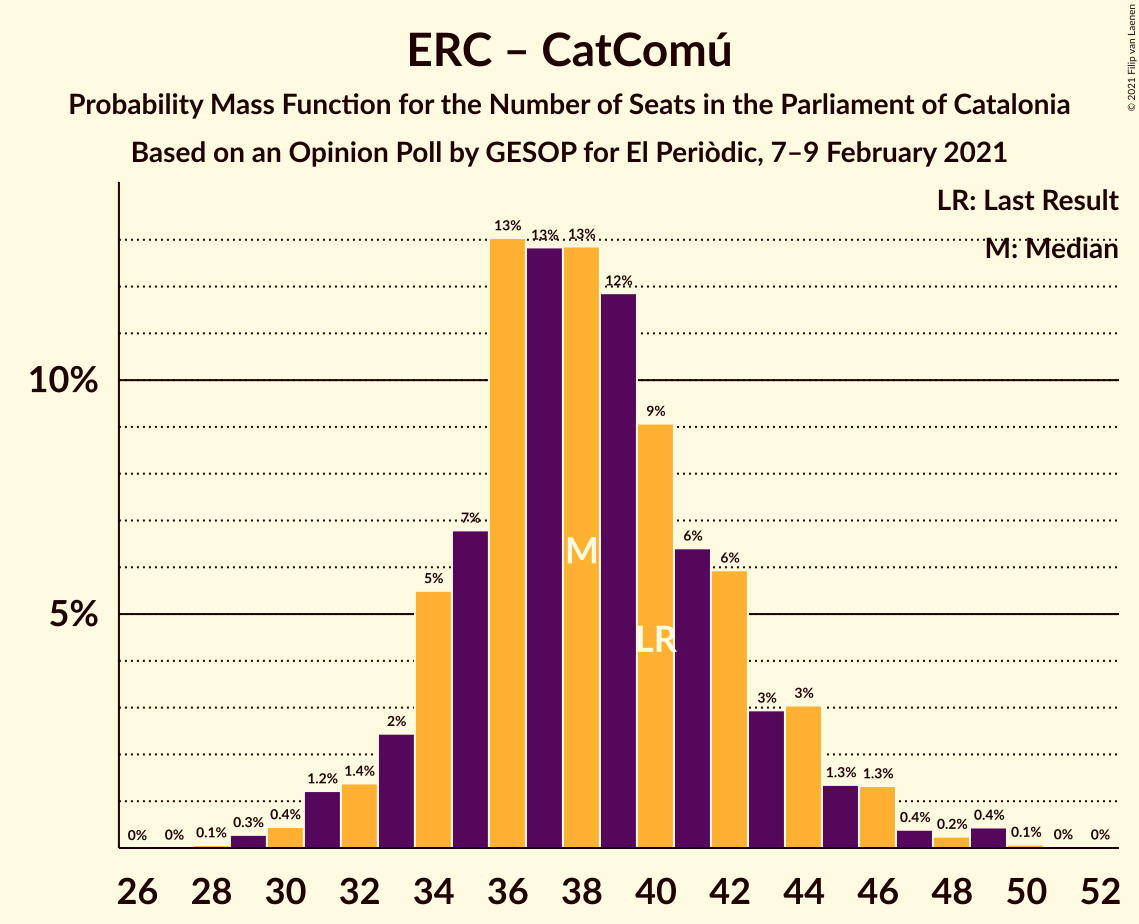 ERC – CatComú
Probability Mass Function for the Number of Seats in the Parliament of Catalonia
Based on an Opinion Poll by GESOP for El Periòdic, 7–9 February 2021
© 2021 Filip van Laenen
LR: Last Result
M: Median
10%
5%
0% 0% 0.1% 0.3% 0.4% 1.2% 1.4% 2% 5% 7% 13% 13% 13% 12% 9% 6% 6% 3% 3% 1.3% 1.3% 0.4% 0.2% 0.4% 0.1% 0% 0%
M
LR
26 28 30 32 34 36 38 40 42 44 46 48 50 52